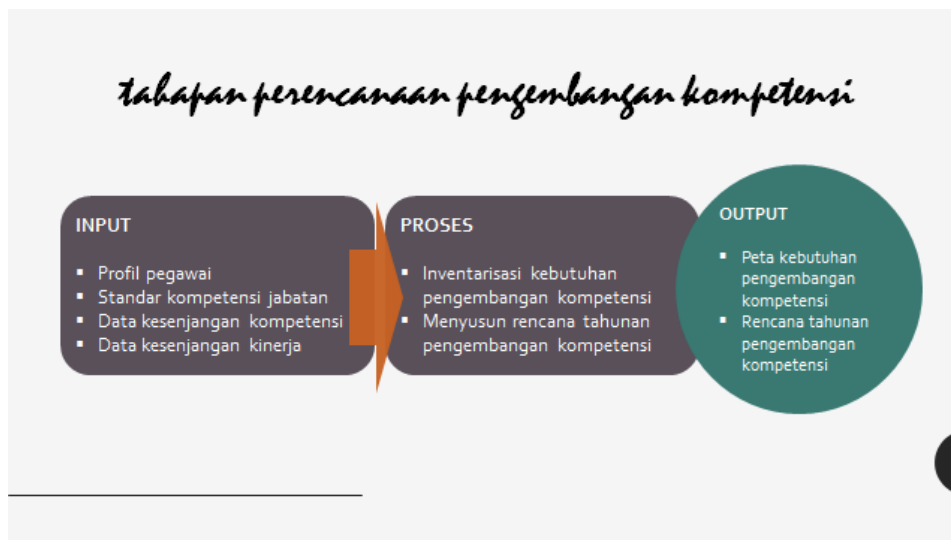 tahapan perencanaan pengembangan kompetensi
INPUT
▪ Profil pegawai
▪ Standar kompetensi jabatan
▪ Data kesenjangan kompetensi
▪ Data kesenjangan kinerja
PROSES
▪ Inventarisasi kebutuhan
pengembangan kompetensi
▪ Menyusun rencana tahunan
pengembangan kompetensi
OUTPUT
▪ Peta kebutuhan
pengembangan
kompetensi
▪ Rencana tahunan
pengembangan
kompetensi